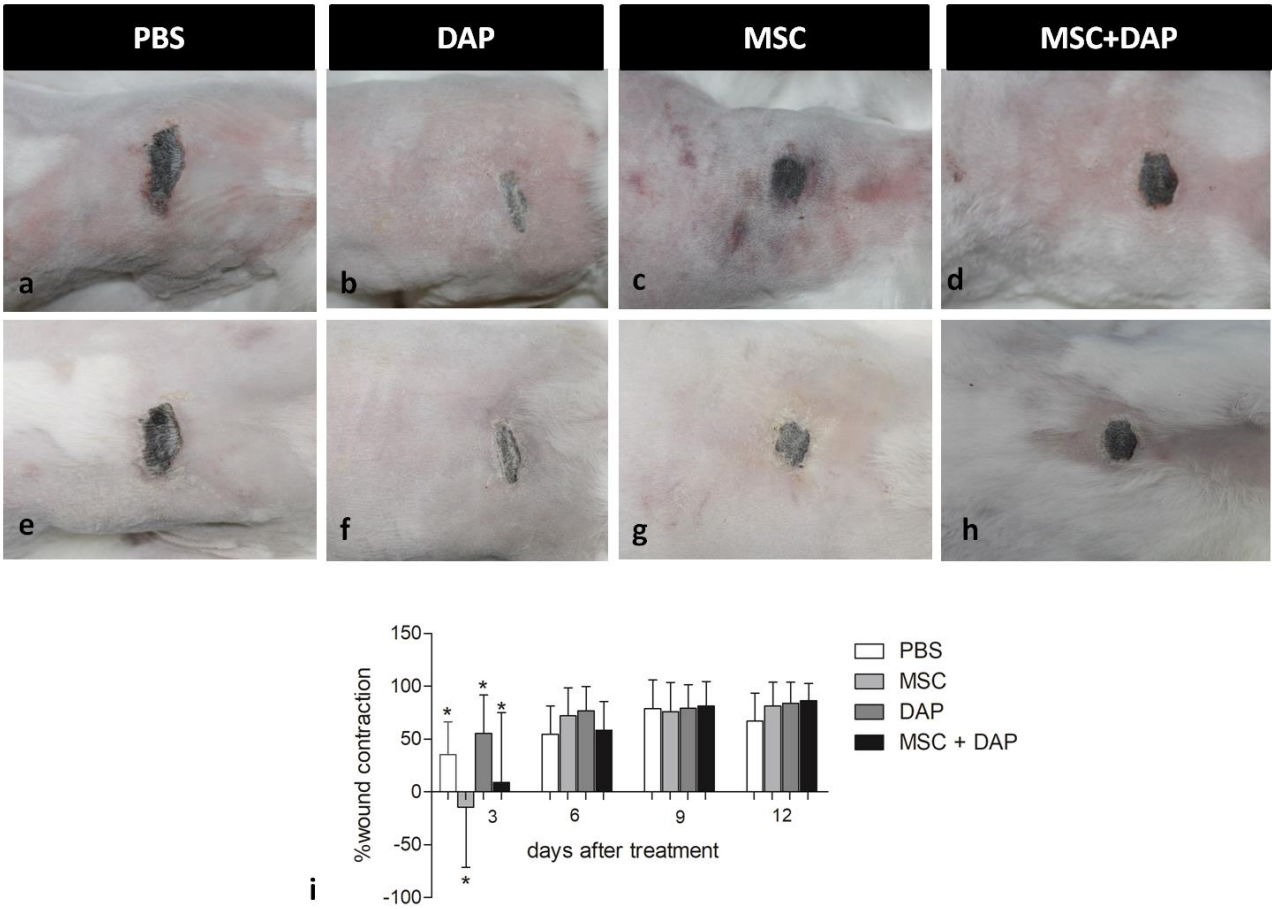 PBS DAP MSC MSC+DAP
a b c d
e f g h
150
100
50
0
-50
-100
%wound contraction
* * * *
3 6 9 12
days after treatment
PBS
MSC
DAP
MSC + DAP
i